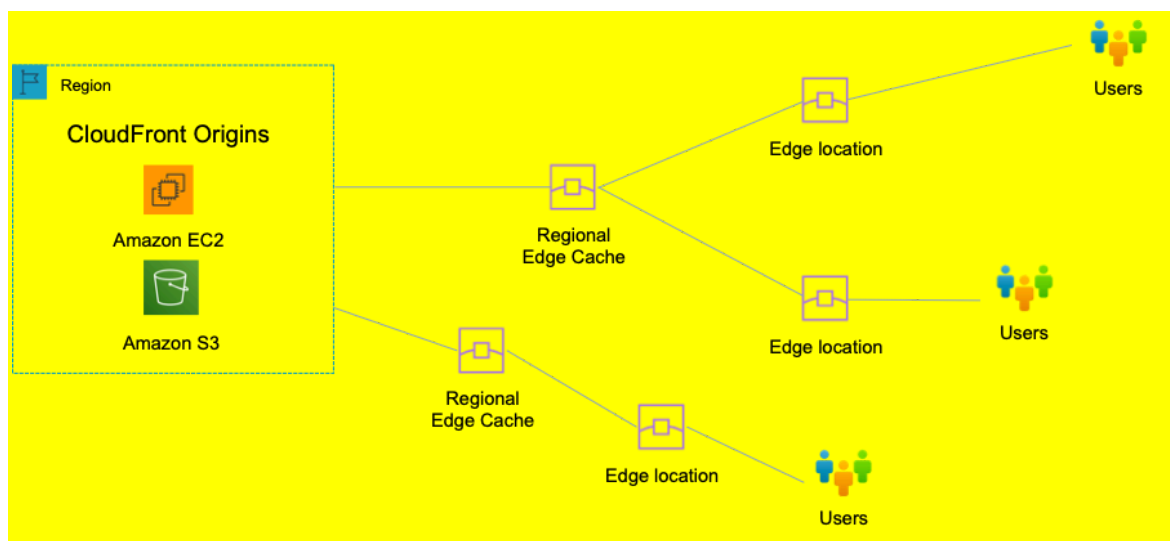 Region
CloudFront Origins
Amazon EC2
Amazon S3
Regional
Edge Cache
Regional
Edge Cache
Edge location
Edge location
Edge location
Users
Users
Users